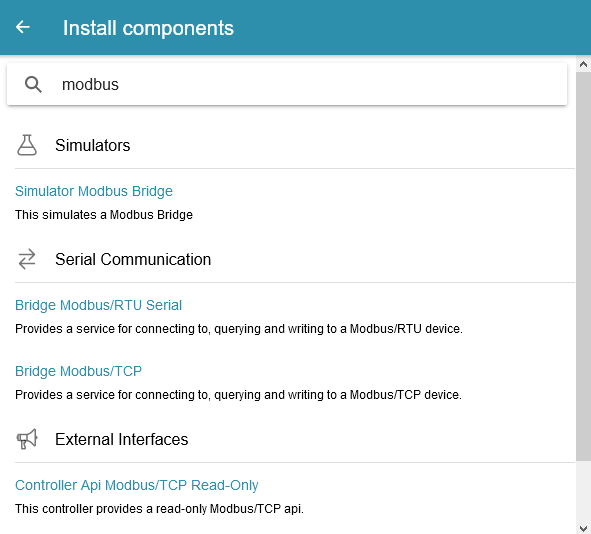 Install components
modbus
Simulators
Simulator Modbus Bridge
This simulates a Modbus Bridge
Serial Communication
Bridge Modbus/RTU Serial
Provides a service for connecting to, querying and writing to a Modbus/RTU device.
Bridge Modbus/TCP
Provides a service for connecting to, querying and writing to a Modbus/TCP device.
External Interfaces
Controller Api Modbus/TCP Read-Only
This controller provides a read-only Modbus/TCP api.